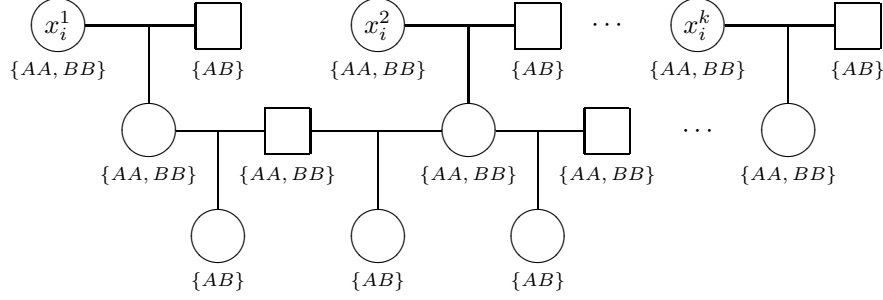 x_i^1 x_i^2 ⋯ x_i^k
{AA, BB} {AB} {AA, BB} {AB} {AA, BB} {AB}
⋯
{AA, BB} {AA, BB} {AA, BB} {AA, BB} {AA, BB}
{AB} {AB} {AB}